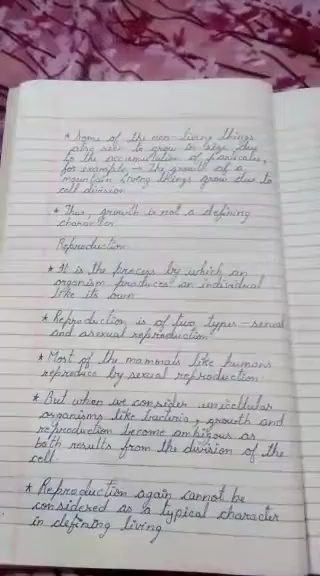 * Some of the non-living things
also seem to grow in size due
to the accumulation of particales,
for example → the growth of a
mountain living things grow due to
cell division
* Thus, growth is not a defining
character
Reproduction
* It is the process by which an
organism produces an individual
like its own
* Reproduction is of two types - sexual
and asexual reproduction
* Most of the mammals like humans
reproduce by sexual reproduction.
* But when we consider unicellular
organisms like bacteria, growth and
reproduction become ambigous as
both results from the division of the
cell.
* Reproduction again cannot be
considered as a typical character
in defining living